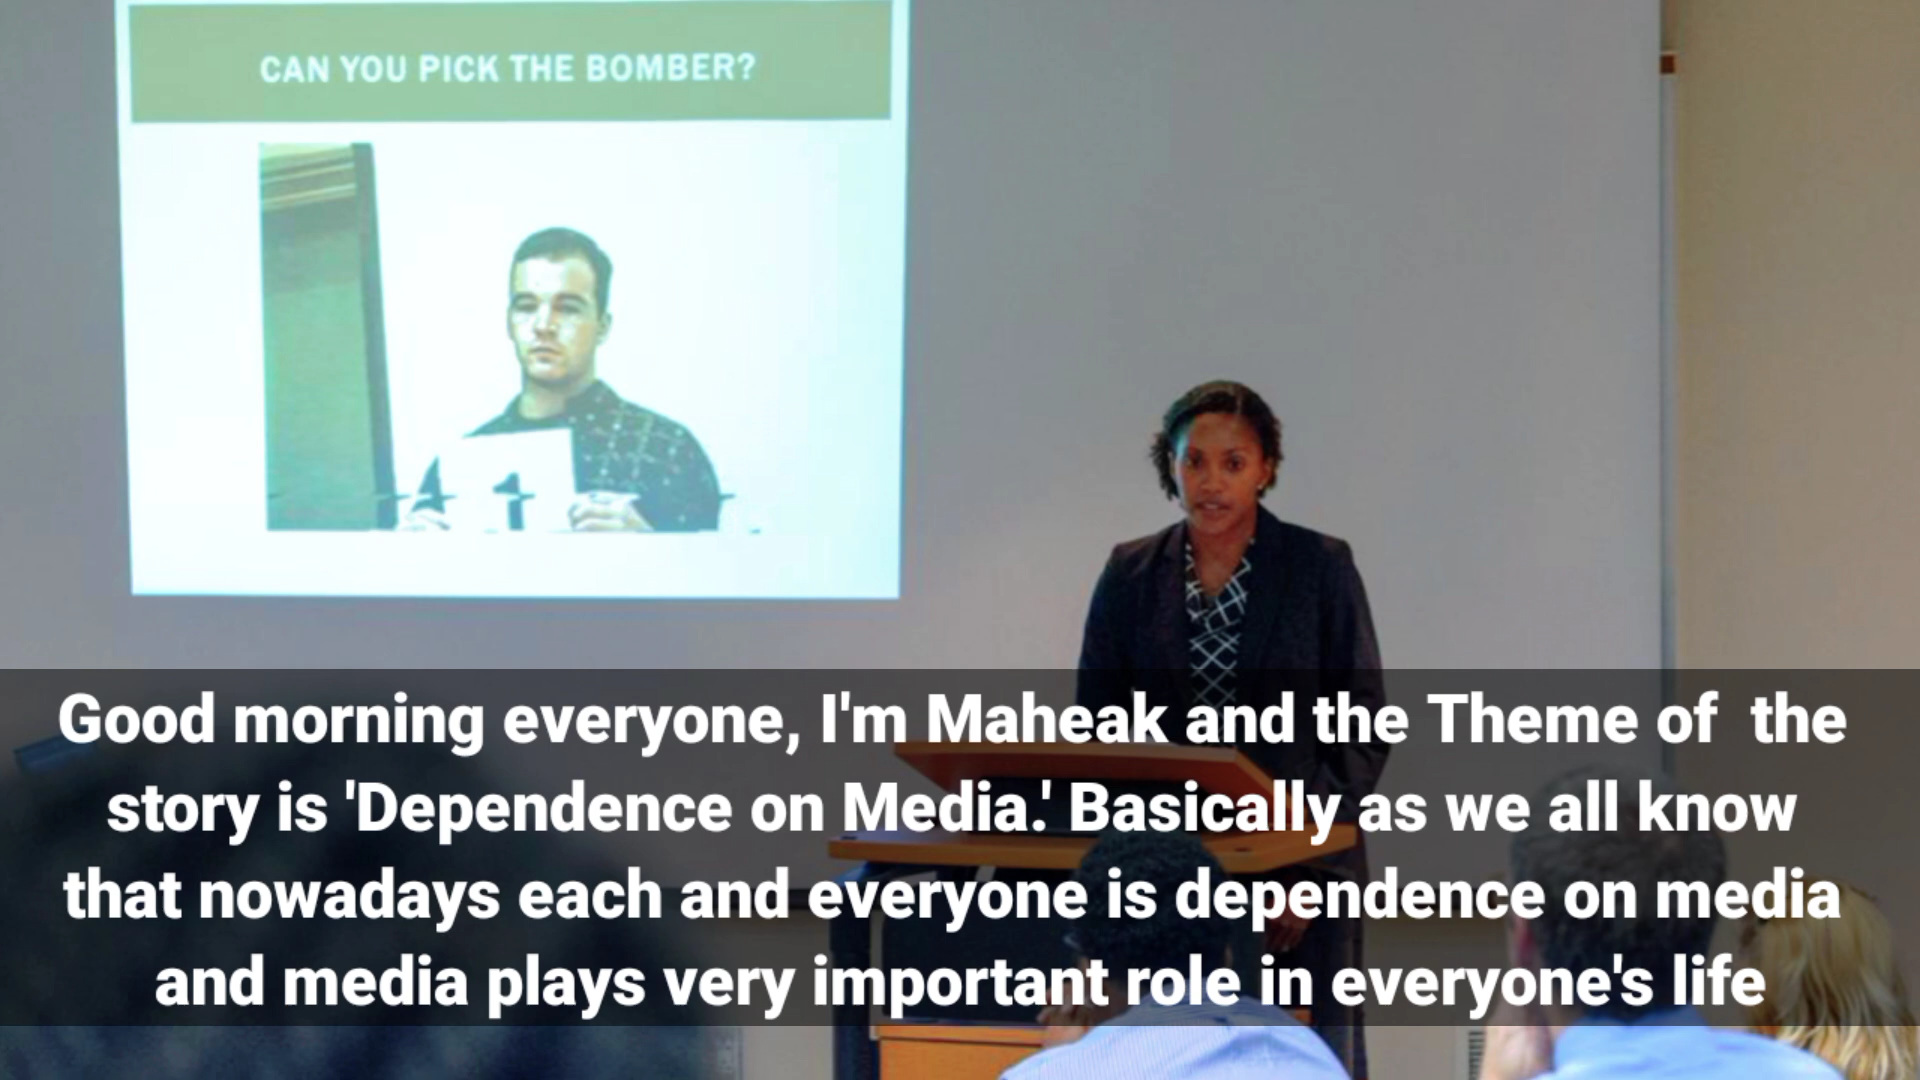 CAN YOU PICK THE BOMBER?
1
Good morning everyone, I'm Maheak and the Theme of  the
story is 'Dependence on Media.' Basically as we all know
that nowadays each and everyone is dependence on media
and media plays very important role in everyone's life